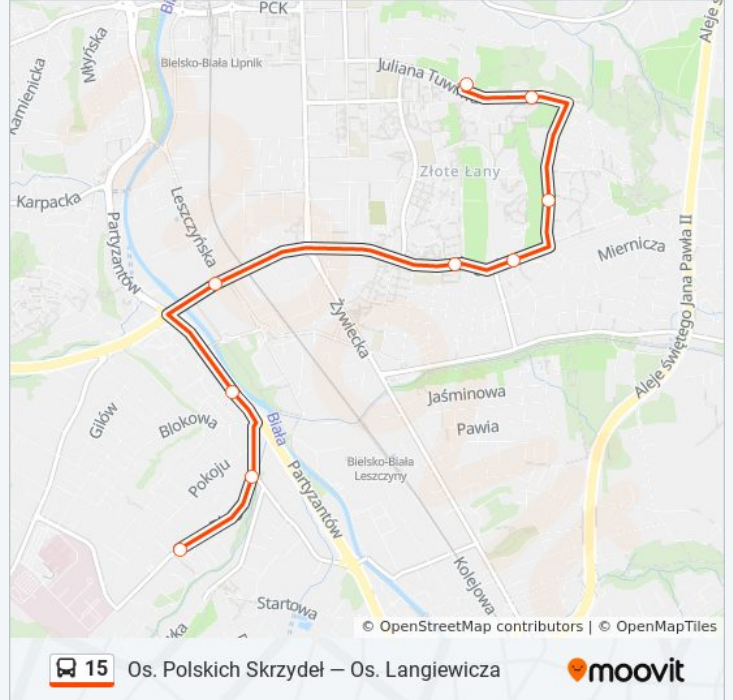 Bi
PCK
Aleje ś
Młyńska
Bielsko-Biała Lipnik
Kamienicka
Juliana Tuwima
Złote Łany
Karpacka
Leszczyńska
Partyzantów
Miernicza
Aleje świętego Jana Pawła II
Żywiecka
Jaśminowa
Gilów
Blokowa
Biała
Pawia
Pokoju
Bielsko-Biała
Leszczyny
Partyzantów
Startowa
Kolejowa
© OpenStreetMap contributors | © OpenMapTiles
15 Os. Polskich Skrzydeł — Os. Langiewicza
moovit